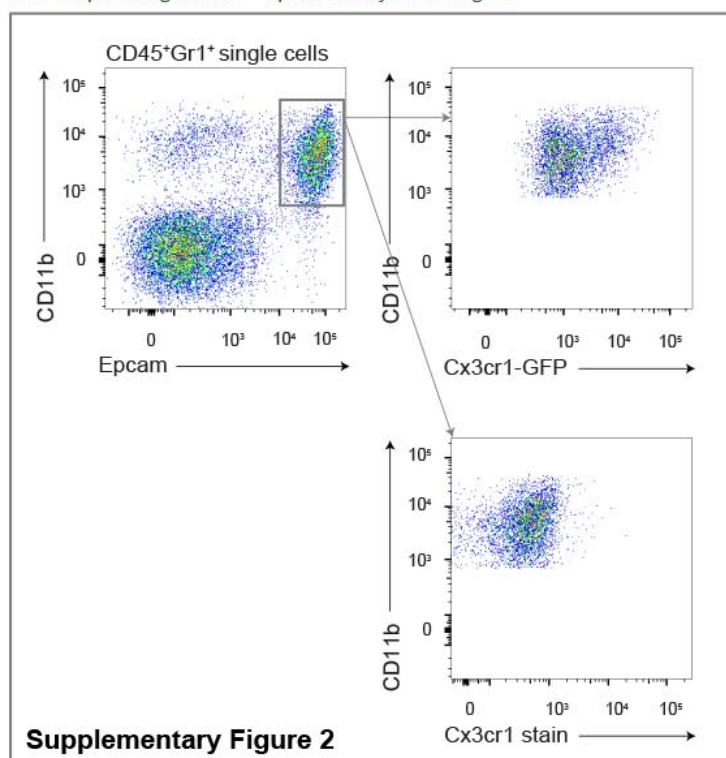 CD45⁺Gr1⁺ single cells
CD11b
10⁵
10⁴
10³
0
0 10³ 10⁴ 10⁵
Epcam
CD11b
10⁵
10⁴
10³
0
0 10³ 10⁴ 10⁵
Cx3cr1-GFP
CD11b
10⁵
10⁴
10³
0
0 10³ 10⁴ 10⁵
Cx3cr1 stain
Supplementary Figure 2